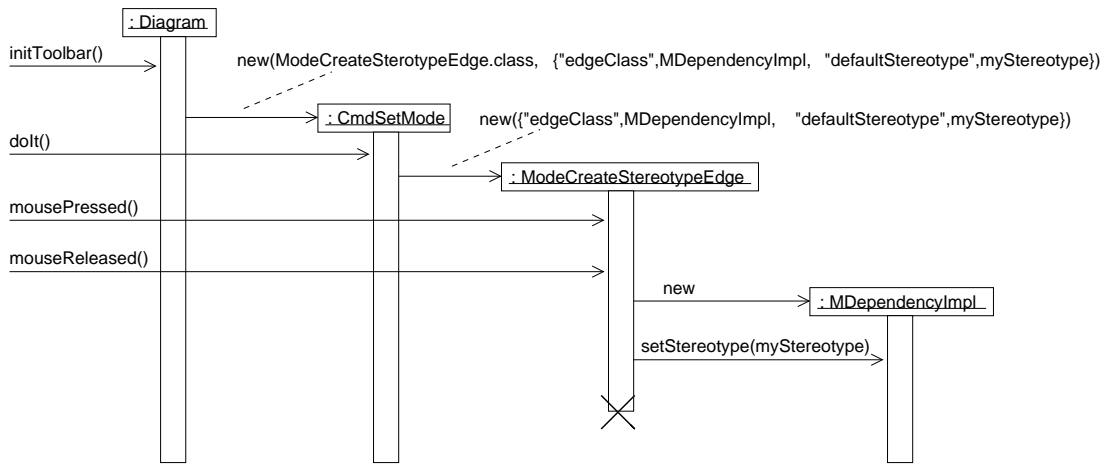 : Diagram
initToolbar()
new(ModeCreateSterotypeEdge.class, {"edgeClass",MDependencyImpl, "defaultStereotype",myStereotype})
: CmdSetMode
new({"edgeClass",MDependencyImpl, "defaultStereotype",myStereotype})
doIt()
: ModeCreateStereotypeEdge
mousePressed()
mouseReleased()
new
: MDependencyImpl
setStereotype(myStereotype)